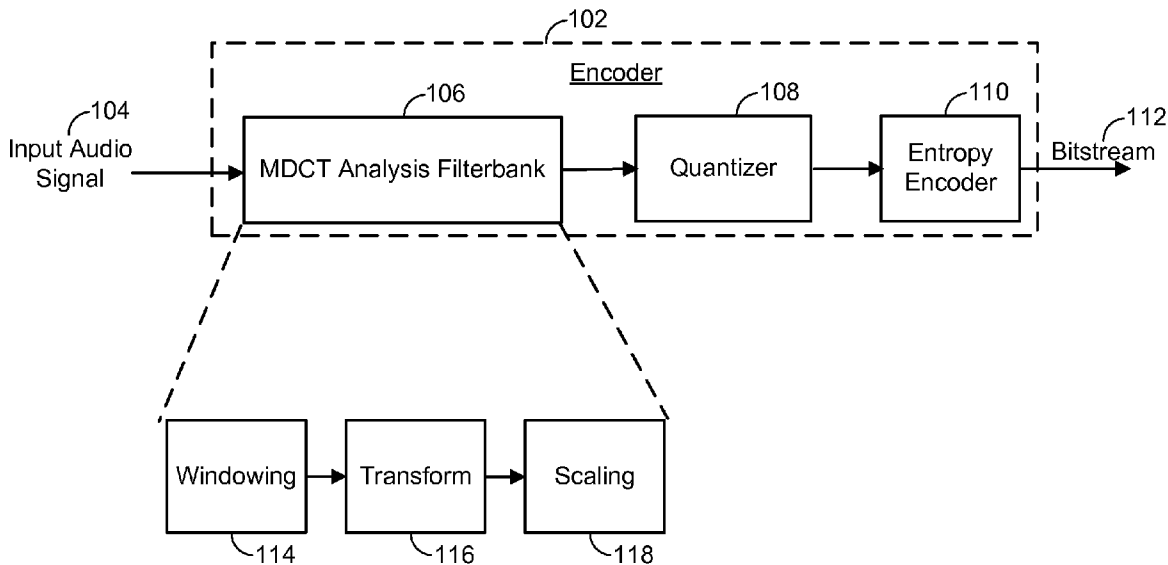 102
Encoder
104
106
108
110
112
Input Audio
Signal
MDCT Analysis Filterbank
Quantizer
Entropy
Encoder
Bitstream
Windowing
Transform
Scaling
114
116
118